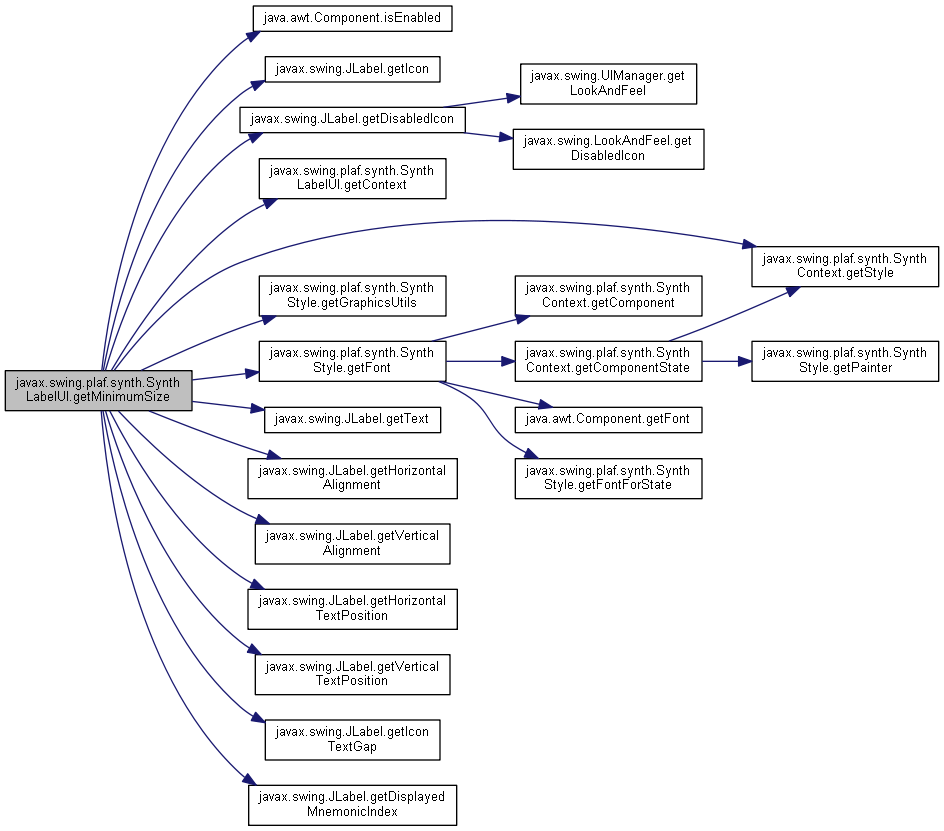 java.awt.Component.isEnabled
javax.swing.JLabel.getIcon
javax.swing.UIManager.get
LookAndFeel
javax.swing.JLabel.getDisabledIcon
javax.swing.LookAndFeel.get
DisabledIcon
javax.swing.plaf.synth.Synth
LabelUI.getContext
javax.swing.plaf.synth.Synth
Context.getStyle
javax.swing.plaf.synth.Synth
Style.getGraphicsUtils
javax.swing.plaf.synth.Synth
Context.getComponent
javax.swing.plaf.synth.Synth
Style.getFont
javax.swing.plaf.synth.Synth
Context.getComponentState
javax.swing.plaf.synth.Synth
Style.getPainter
javax.swing.plaf.synth.Synth
LabelUI.getMinimumSize
javax.swing.JLabel.getText
java.awt.Component.getFont
javax.swing.JLabel.getHorizontal
Alignment
javax.swing.plaf.synth.Synth
Style.getFontForState
javax.swing.JLabel.getVertical
Alignment
javax.swing.JLabel.getHorizontal
TextPosition
javax.swing.JLabel.getVertical
TextPosition
javax.swing.JLabel.getIcon
TextGap
javax.swing.JLabel.getDisplayed
MnemonicIndex